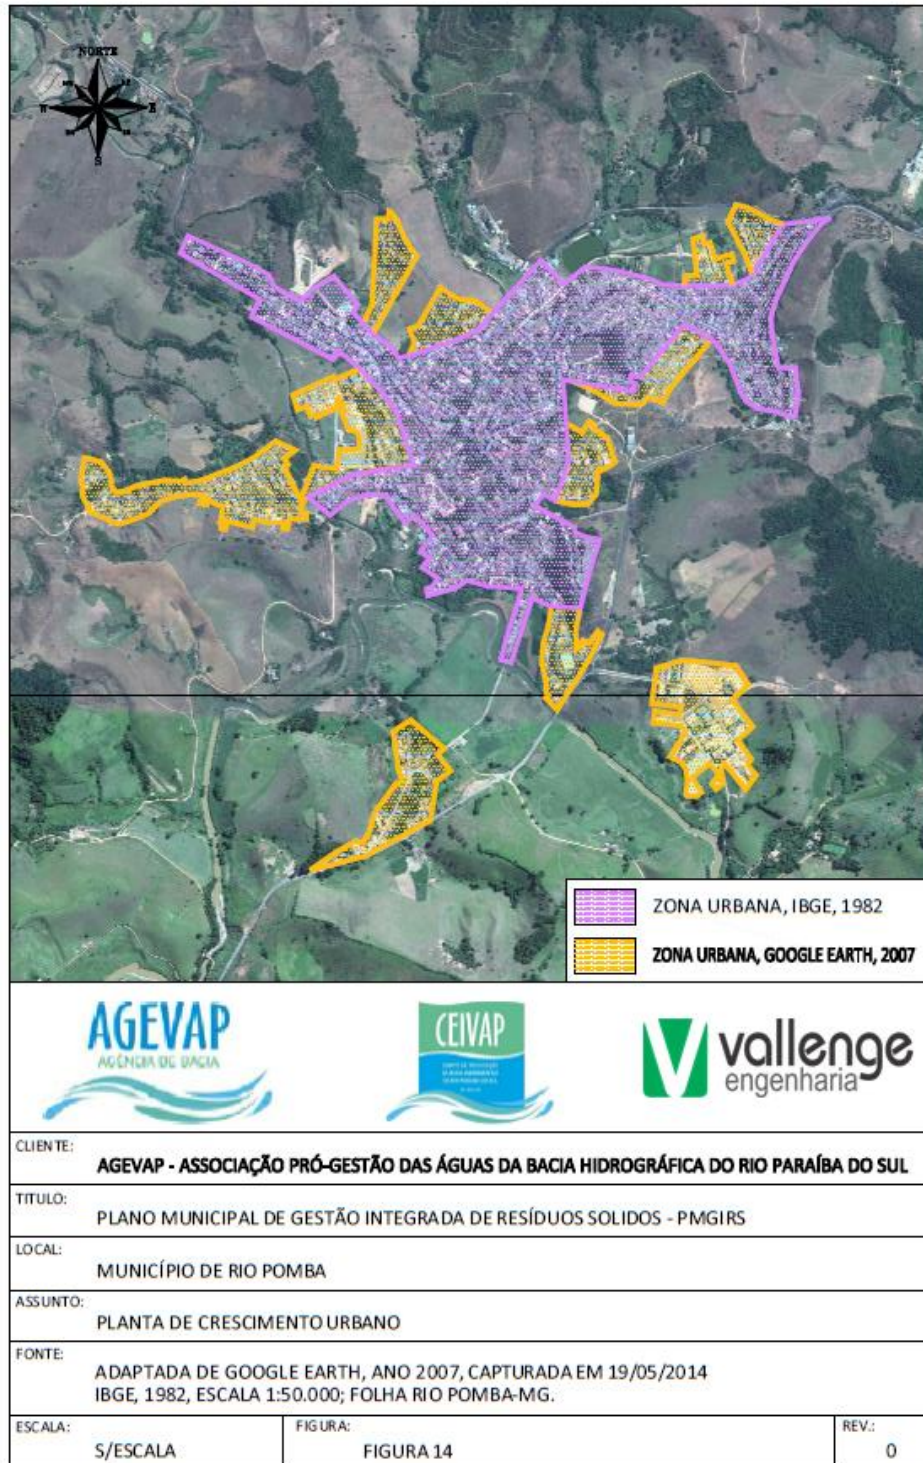 NORTE
W E
S
ZONA URBANA, IBGE, 1982
ZONA URBANA, GOOGLE EARTH, 2007
AGEVAP
AGÊNCIA DE BACIA
CEIVAP
vallenge
engenharia
CLIENTE:
AGEVAP - ASSOCIAÇÃO PRÓ-GESTÃO DAS ÁGUAS DA BACIA HIDROGRÁFICA DO RIO PARAÍBA DO SUL
TITULO:
PLANO MUNICIPAL DE GESTÃO INTEGRADA DE RESÍDUOS SOLIDOS - PMGIRS
LOCAL:
MUNICÍPIO DE RIO POMBA
ASSUNTO:
PLANTA DE CRESCIMENTO URBANO
FONTE:
ADAPTADA DE GOOGLE EARTH, ANO 2007, CAPTURADA EM 19/05/2014
IBGE, 1982, ESCALA 1:50.000; FOLHA RIO POMBA-MG.
ESCALA:
S/ESCALA
FIGURA:
FIGURA 14
REV.:
0